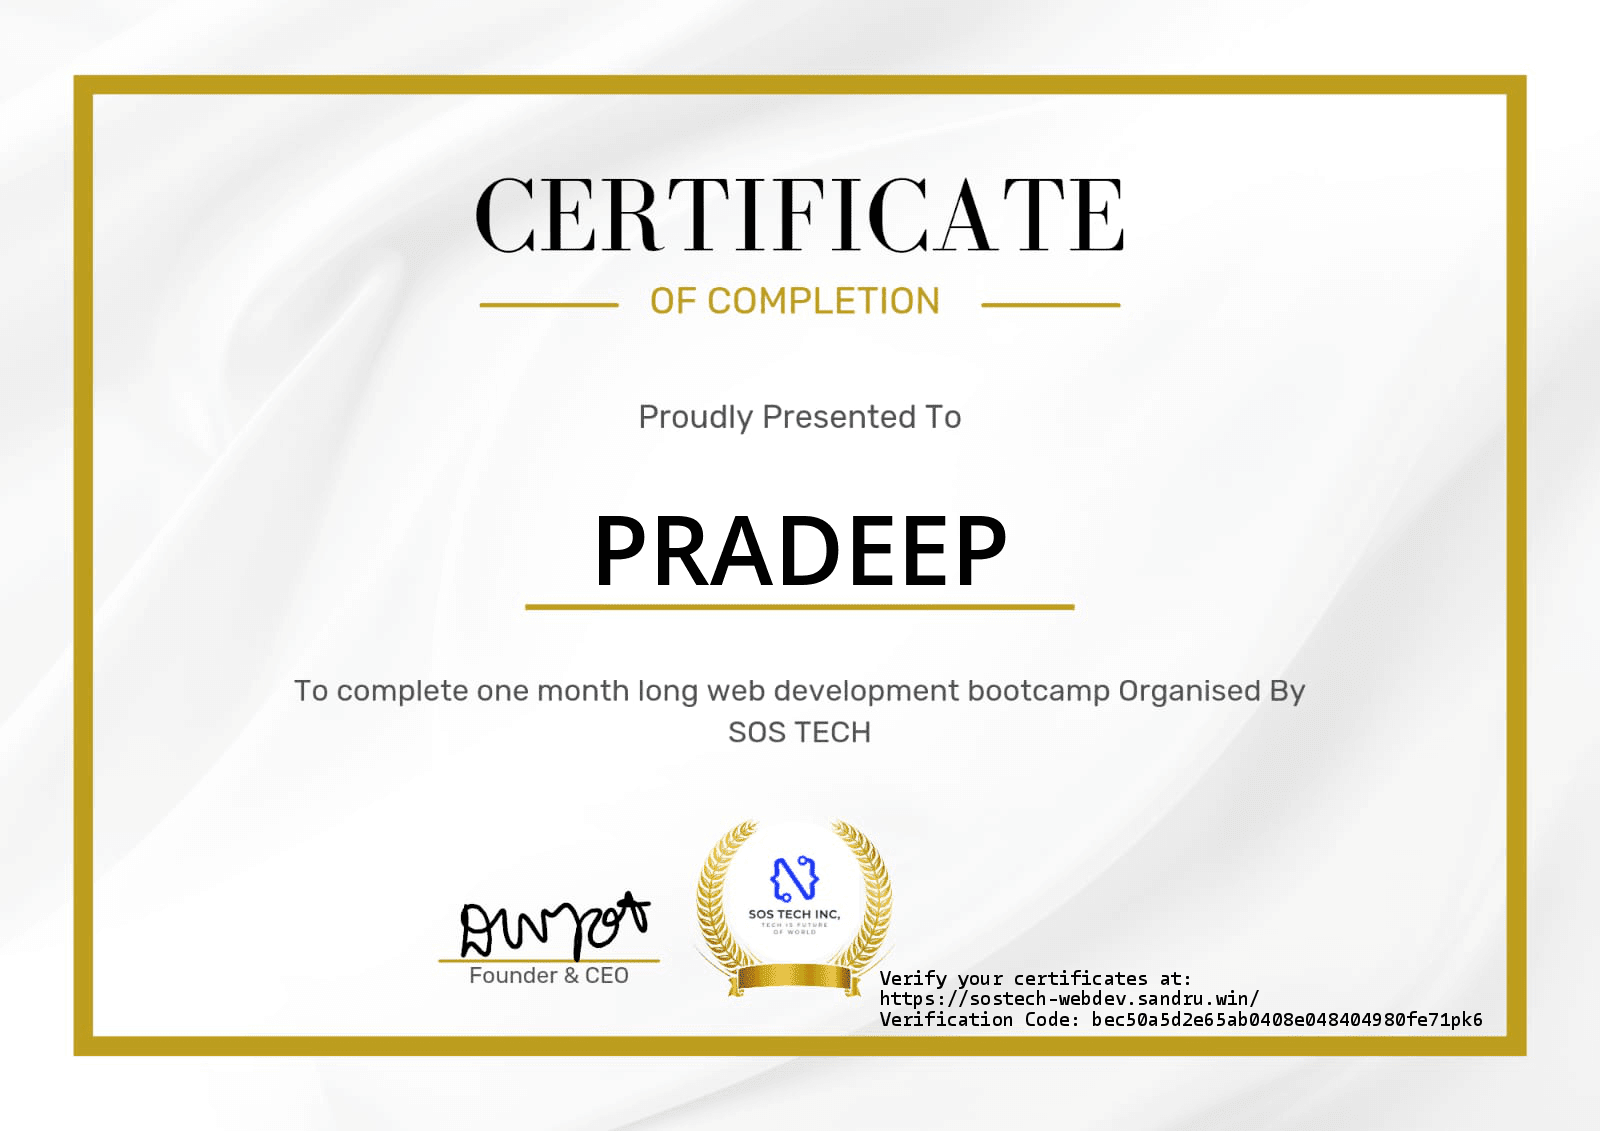 CERTIFICATE
OF COMPLETION
Proudly Presented To
PRADEEP
To complete one month long web development bootcamp Organised By
SOS TECH
SOS TECH INC,
TECH IS FUTURE
OF WORLD
Founder & CEO
Verify your certificates at:
https://sostech-webdev.sandru.win/
Verification Code: bec50a5d2e65ab0408e048404980fe71pk6